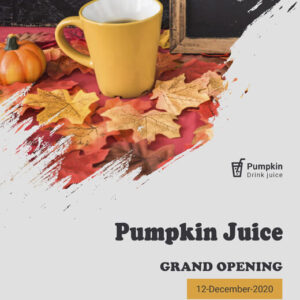 Pumpkin
Drink juice
Pumpkin Juice
GRAND OPENING
12-December-2020